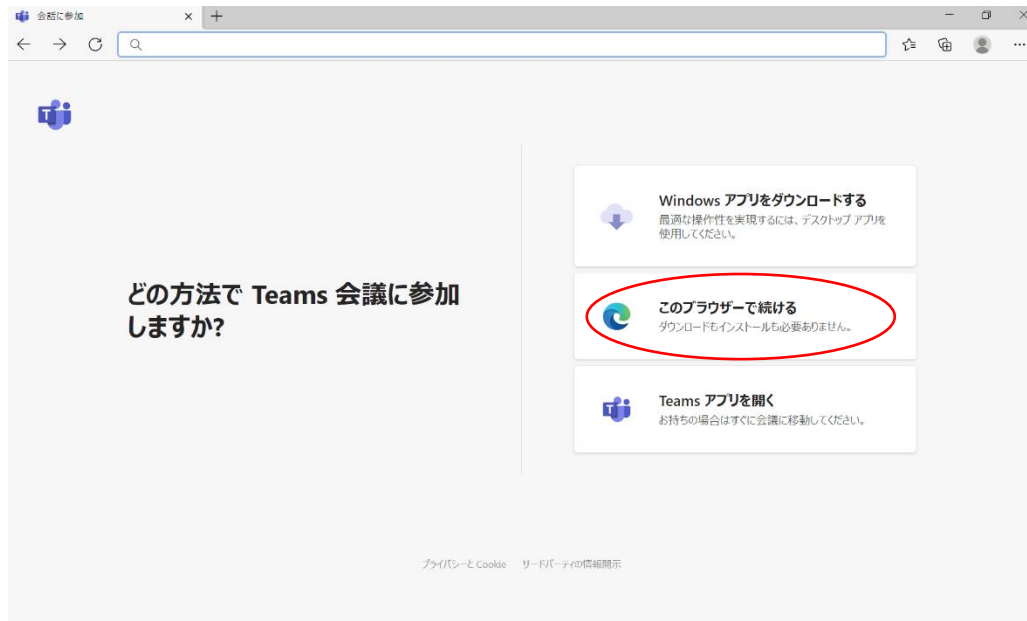 会話に参加
どの方法で Teams 会議に参加
しますか?
Windows アプリをダウンロードする
最適な操作性を実現するには、デスクトップ アプリを
使用してください。
このブラウザーで続ける
ダウンロードもインストールも必要ありません。
Teams アプリを開く
お持ちの場合はすぐに会議に移動してください。
プライバシーと Cookie サードパーティの情報開示